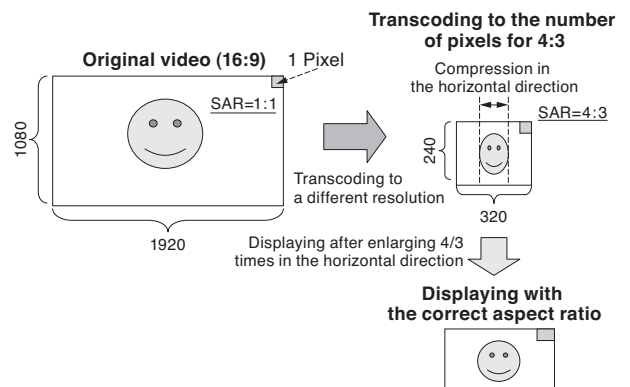 Transcoding to the number
of pixels for 4:3
Original video (16:9)
1 Pixel
Compression in
the horizontal direction
SAR=1:1
SAR=4:3
1080
240
Transcoding to
a different resolution
1920
320
Displaying after enlarging 4/3
times in the horizontal direction
Displaying with
the correct aspect ratio